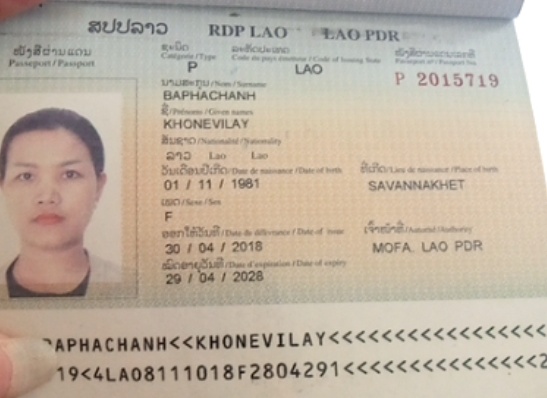 ສປປລາວ RDP LAO LAO PDR
ໜັງສືຜ່ານແດນ
Passeport / Passport
ຊະນິດ
Catégorie / Type
P
ລະຫັດປະເທດ
Code du pays émetteur / Code of Issuing State
LAO
ໜັງສືຜ່ານແດນເລກທີ
Passeport nº / Passport No.
P 2015719
ນາມສະກຸນ / Nom / Surname
BAPHACHANH
ຊື່ / Prénoms / Given names
KHONEVILAY
ສັນຊາດ / Nationalité / Nationality
ລາວ Lao Lao
ວັນເດືອນປີເກີດ / Date de naissance / Date of birth
01 / 11 / 1981
ທີ່ເກີດ / Lieu de naissance / Place of birth
SAVANNAKHET
ເພດ / Sexe / Sex
F
ອອກໃຫ້ວັນທີ / Date de délivrance / Date of issue
30 / 04 / 2018
ເຈົ້າໜ້າທີ່ / Autorité / Authority
MOFA. LAO PDR
ໝົດອາຍຸວັນທີ / Date d'expiration / Date of expiry
29 / 04 / 2028
BAPHACHANH<<KHONEVILAY<<<<<<<<<<<<<<<<<
19<4LAO8111018F2804291<<<<<<<<<<<<<<<2